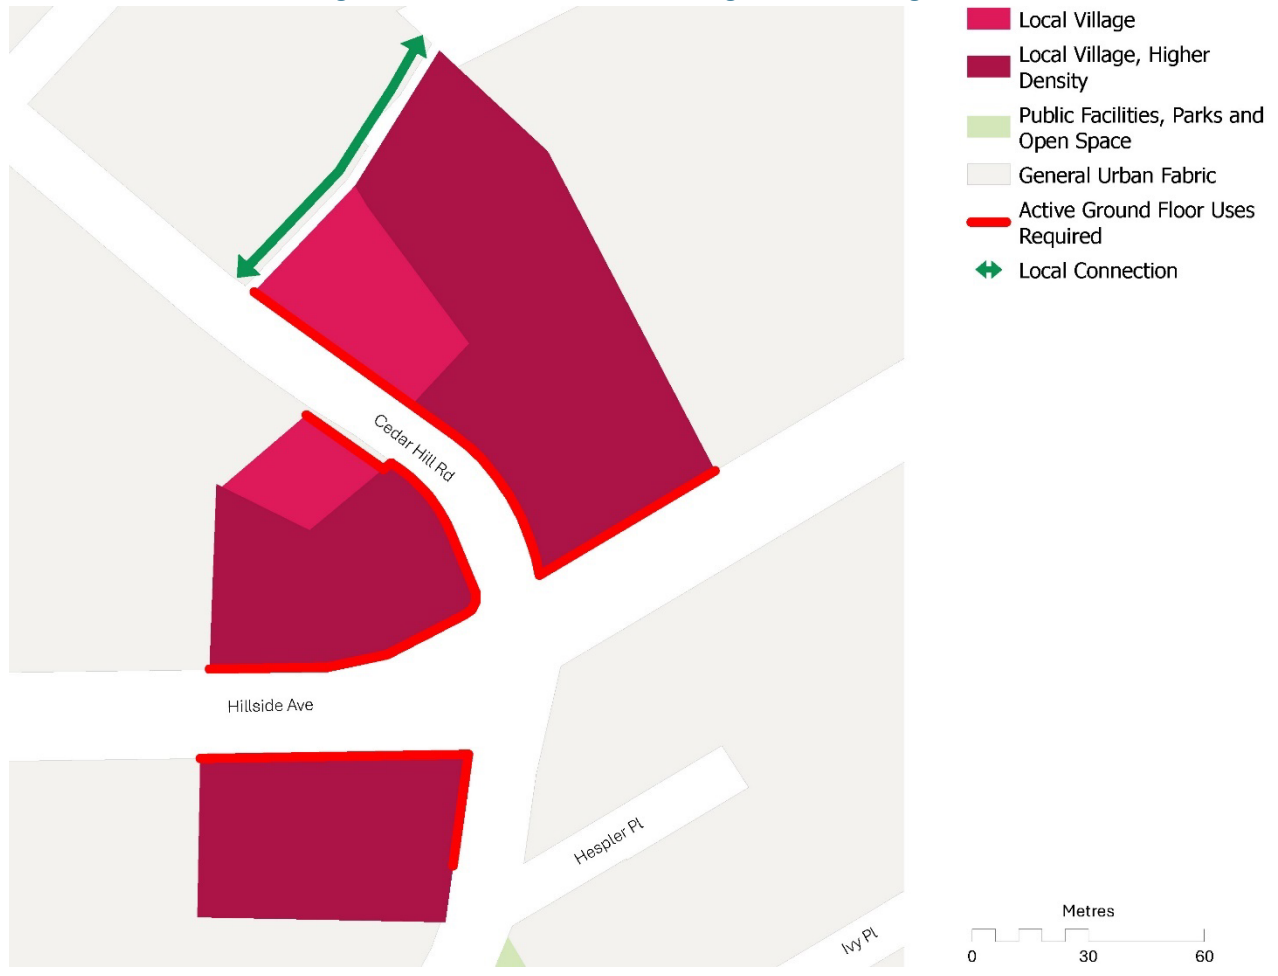 Local Village
Local Village, Higher
Density
Public Facilities, Parks and
Open Space
General Urban Fabric
Active Ground Floor Uses
Required
Local Connection
Cedar Hill Rd
Hillside Ave
Hespler Pl
Ivy Pl
Metres
0 30 60